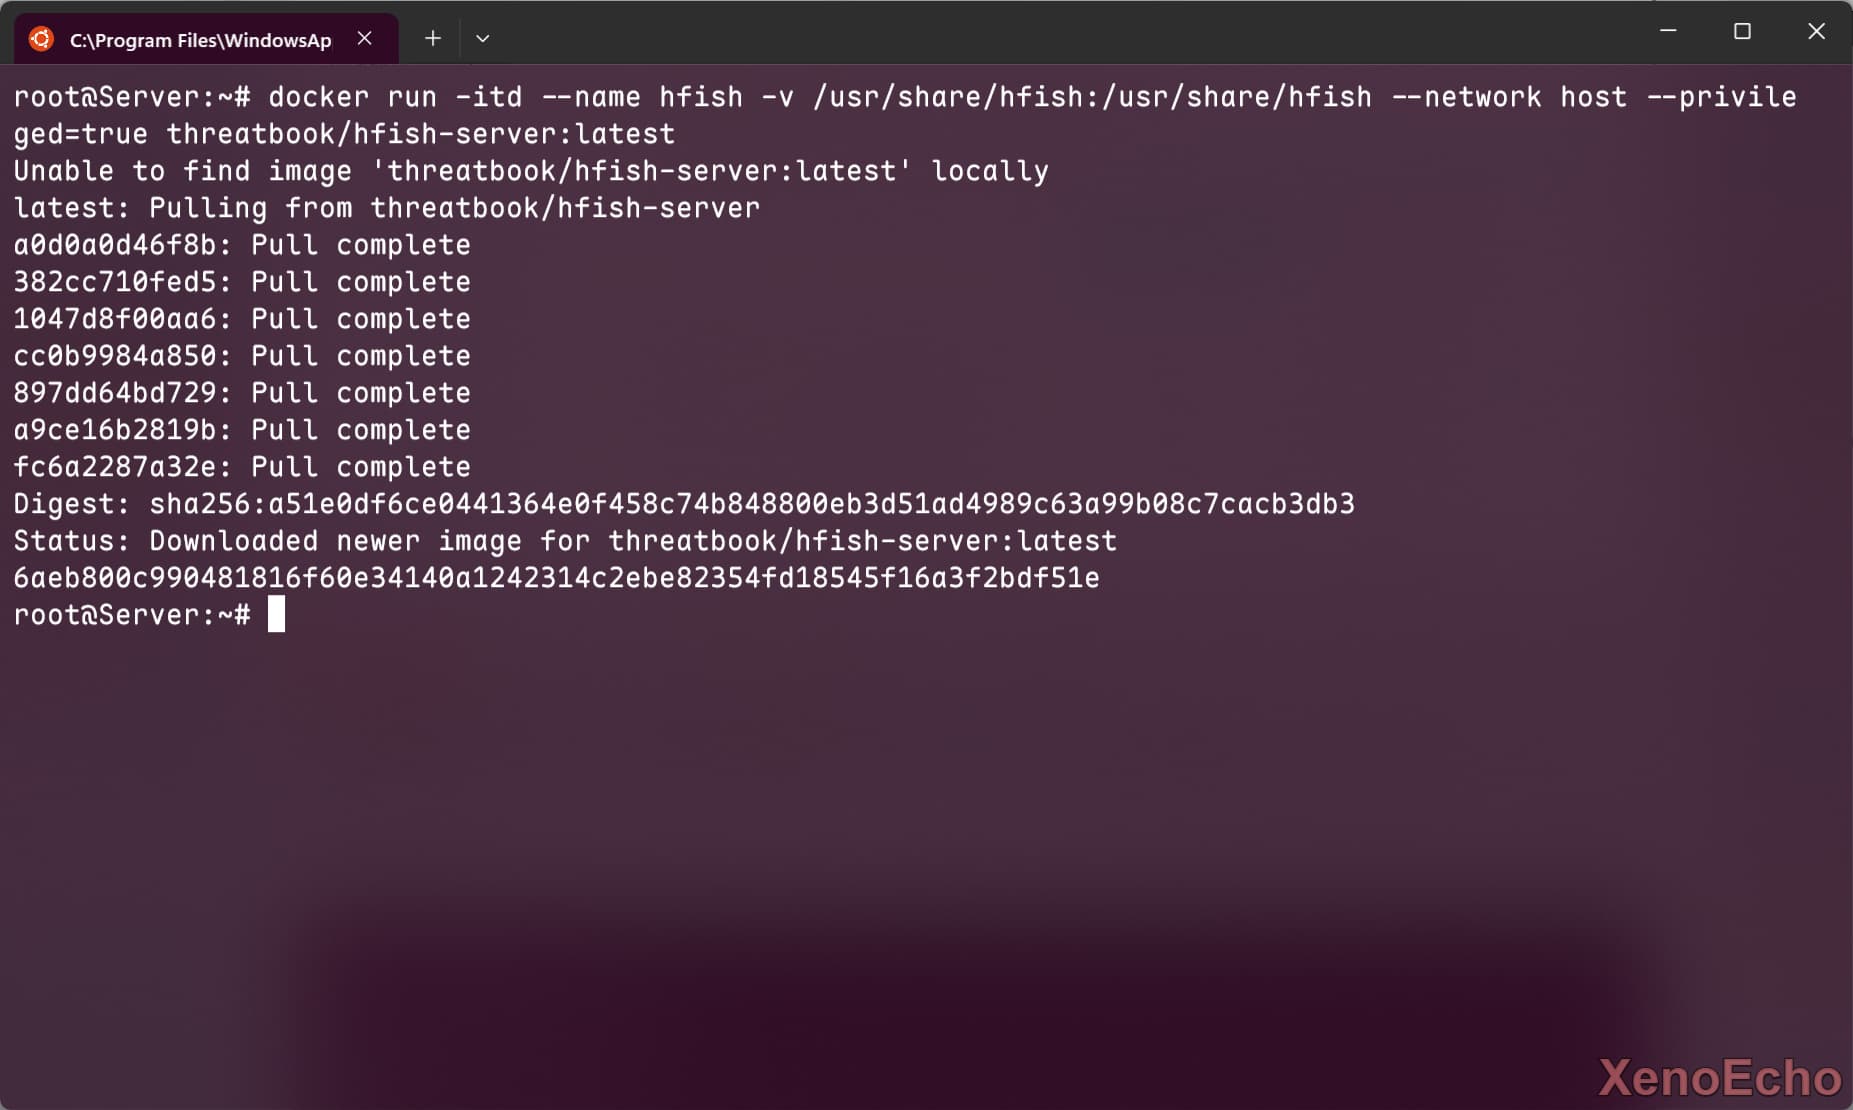 C:\Program Files\WindowsAp
root@Server:~# docker run -itd --name hfish -v /usr/share/hfish:/usr/share/hfish --network host --privile
ged=true threatbook/hfish-server:latest
Unable to find image 'threatbook/hfish-server:latest' locally
latest: Pulling from threatbook/hfish-server
a0d0a0d46f8b: Pull complete
382cc710fed5: Pull complete
1047d8f00aa6: Pull complete
cc0b9984a850: Pull complete
897dd64bd729: Pull complete
a9ce16b2819b: Pull complete
fc6a2287a32e: Pull complete
Digest: sha256:a51e0df6ce0441364e0f458c74b848800eb3d51ad4989c63a99b08c7cacb3db3
Status: Downloaded newer image for threatbook/hfish-server:latest
6aeb800c990481816f60e34140a1242314c2ebe82354fd18545f16a3f2bdf51e
root@Server:~#
XenoEcho